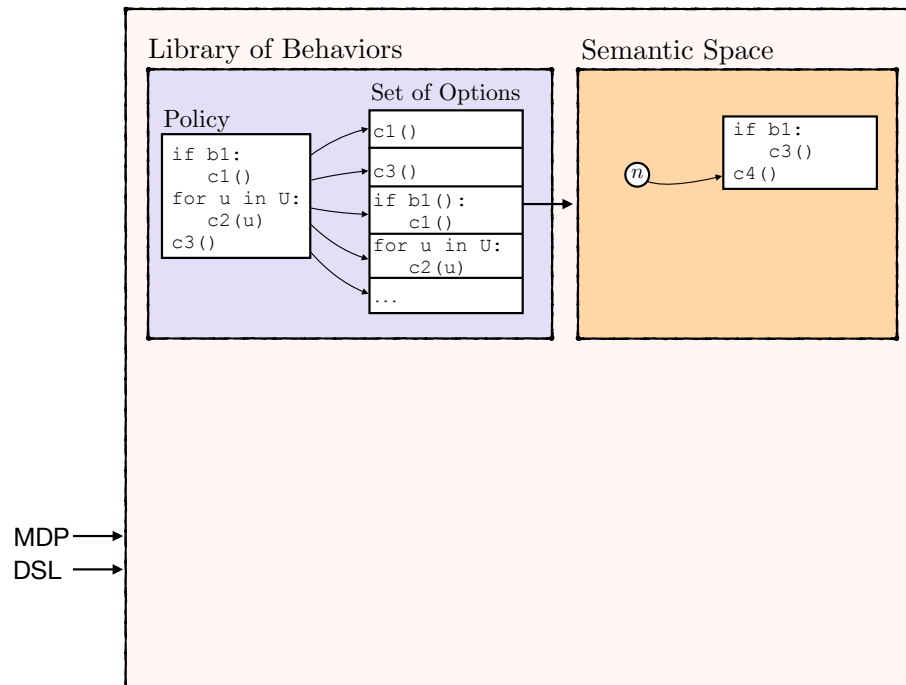 Library of Behaviors
Policy
if b1:
    c1()
for u in U:
    c2(u)
c3()
Set of Options
c1()
c3()
if b1():
    c1()
for u in U:
    c2(u)
...
Semantic Space
n
if b1:
    c3()
c4()
MDP
DSL